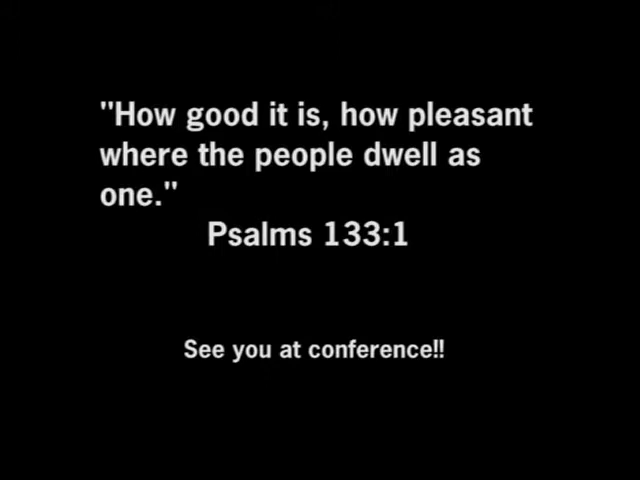 "How good it is, how pleasant
where the people dwell as
one."
Psalms 133:1
See you at conference!!